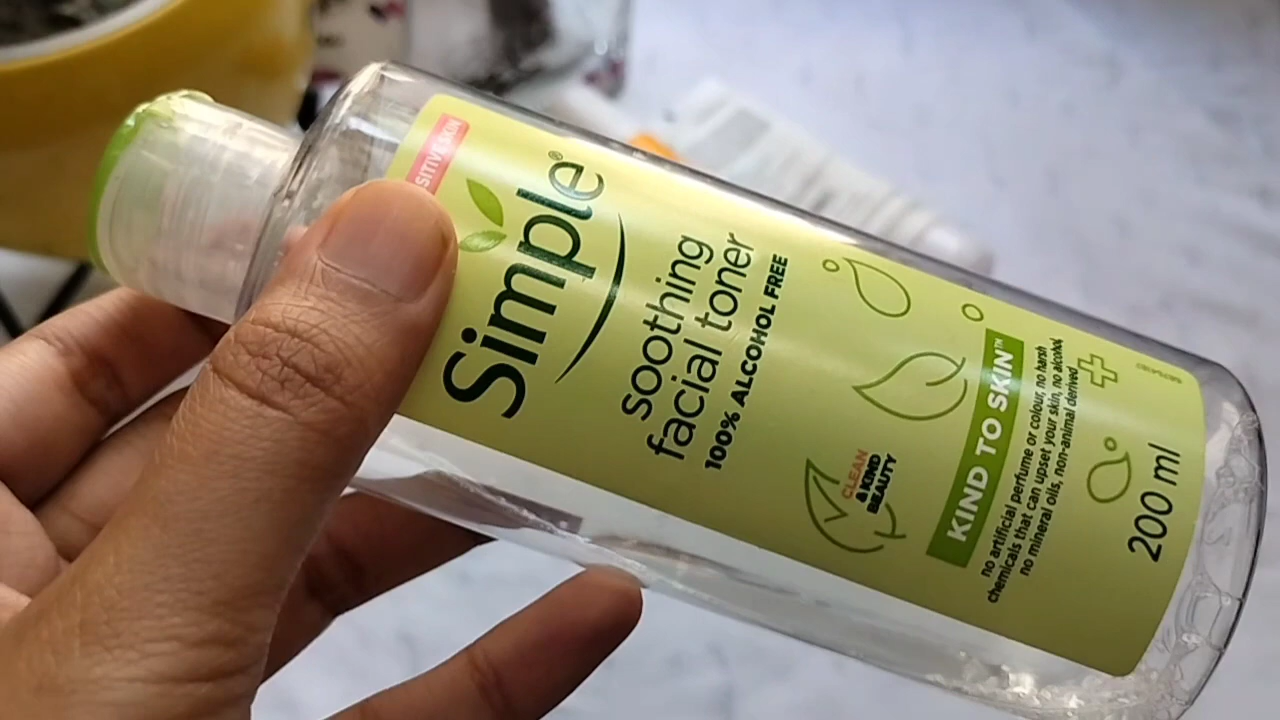 SITIVE SKIN
Simple®
soothing
facial toner
100% ALCOHOL FREE
CLEAN
& KIND
BEAUTY
KIND TO SKIN™
no artificial perfume or colour, no harsh
chemicals that can upset your skin, no alcohol,
no mineral oils, non-animal derived
200 ml